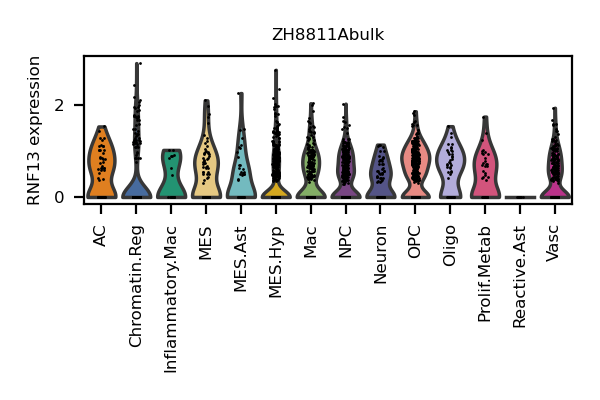 ZH8811Abulk
RNF13 expression
2
0
AC
Chromatin.Reg
Inflammatory.Mac
MES
MES.Ast
MES.Hyp
Mac
NPC
Neuron
OPC
Oligo
Prolif.Metab
Reactive.Ast
Vasc